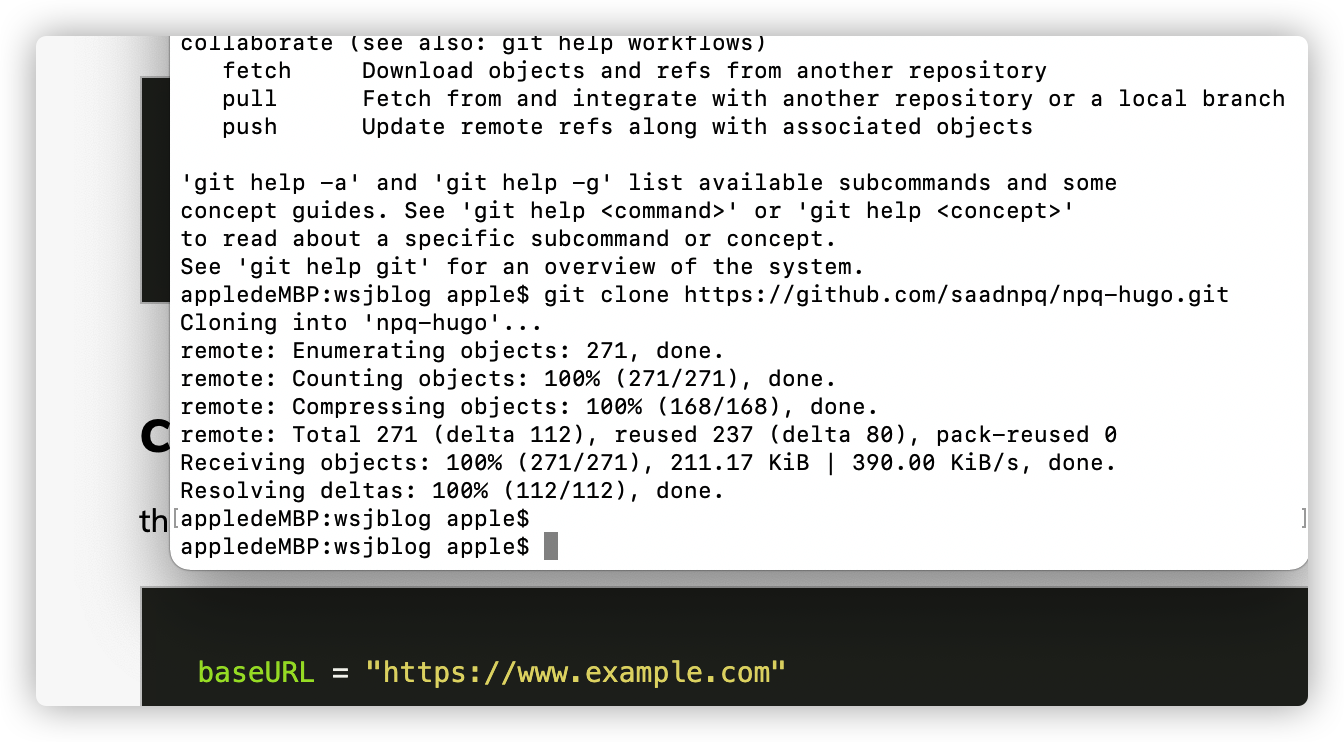 collaborate (see also: git help workflows)
fetch Download objects and refs from another repository
pull Fetch from and integrate with another repository or a local branch
push Update remote refs along with associated objects
'git help -a' and 'git help -g' list available subcommands and some
concept guides. See 'git help <command>' or 'git help <concept>'
to read about a specific subcommand or concept.
See 'git help git' for an overview of the system.
appledeMBP:wsjblog apple$ git clone https://github.com/saadnpq/npq-hugo.git
Cloning into 'npq-hugo'...
remote: Enumerating objects: 271, done.
remote: Counting objects: 100% (271/271), done.
remote: Compressing objects: 100% (168/168), done.
C
remote: Total 271 (delta 112), reused 237 (delta 80), pack-reused 0
Receiving objects: 100% (271/271), 211.17 KiB | 390.00 KiB/s, done.
Resolving deltas: 100% (112/112), done.
th
[appledeMBP:wsjblog apple$ ]
appledeMBP:wsjblog apple$
baseURL = "https://www.example.com"